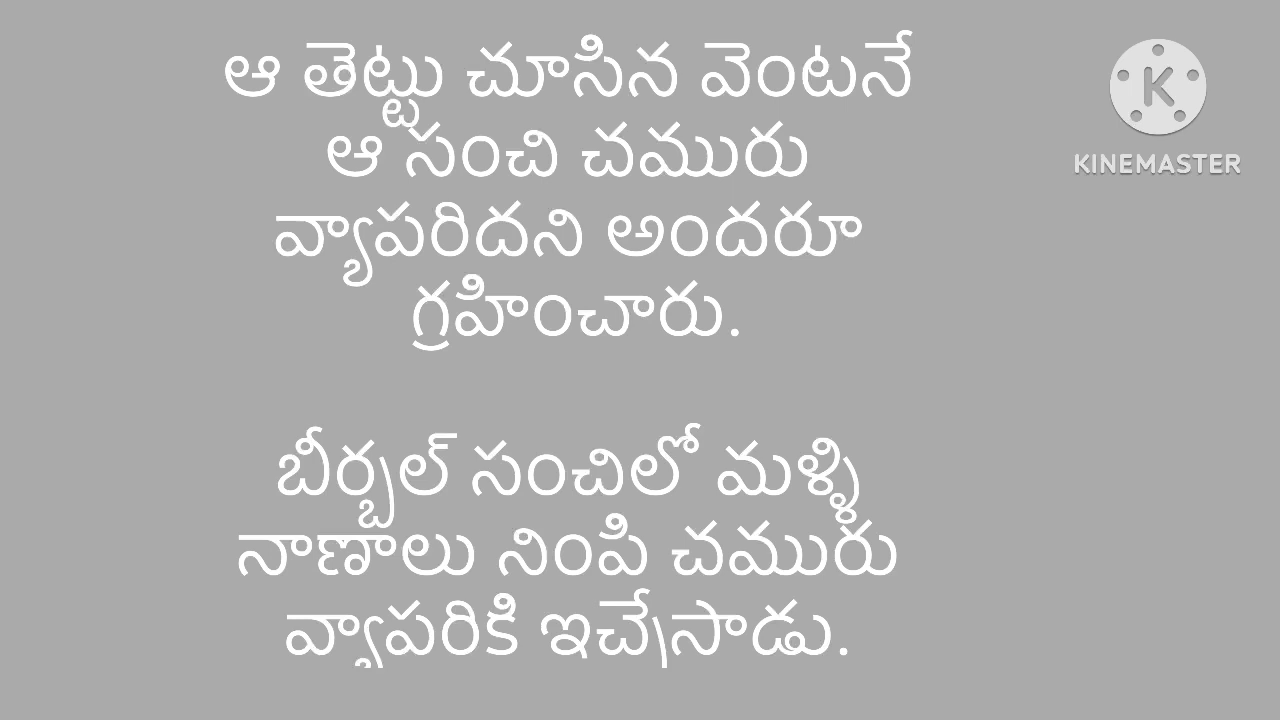 ఆ తెట్టు చూసిన వెంటనే
ఆ సంచి చమురు
వ్యాపరిదని అందరూ
గ్రహించారు.
బీర్బల్ సంచిలో మళ్ళి
నాణాలు నింపి చమురు
వ్యాపరికి ఇచ్చేసాడు.
KINEMASTER